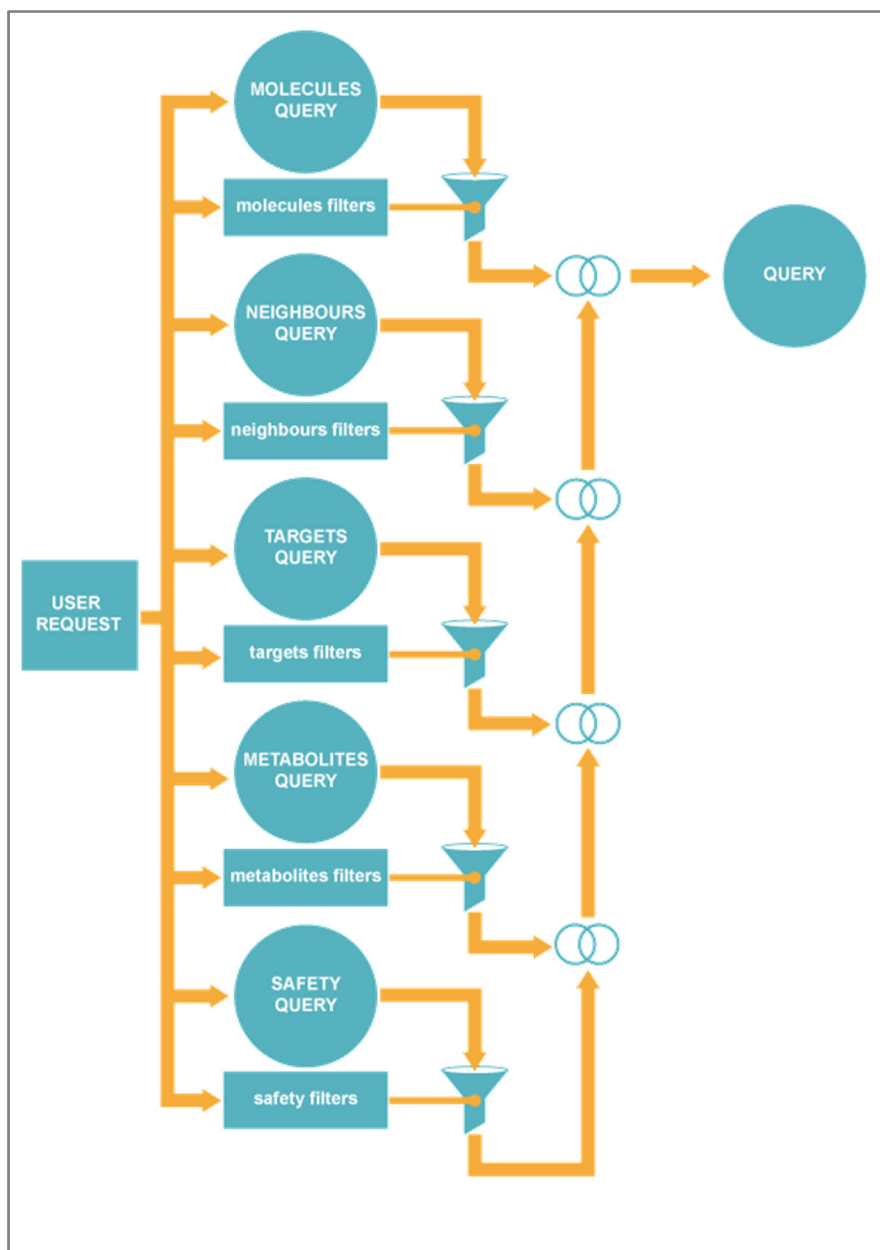 MOLECULES
QUERY
molecules filters
QUERY
NEIGHBOURS
QUERY
neighbours filters
TARGETS
QUERY
USER
REQUEST
targets filters
METABOLITES
QUERY
metabolites filters
SAFETY
QUERY
safety filters